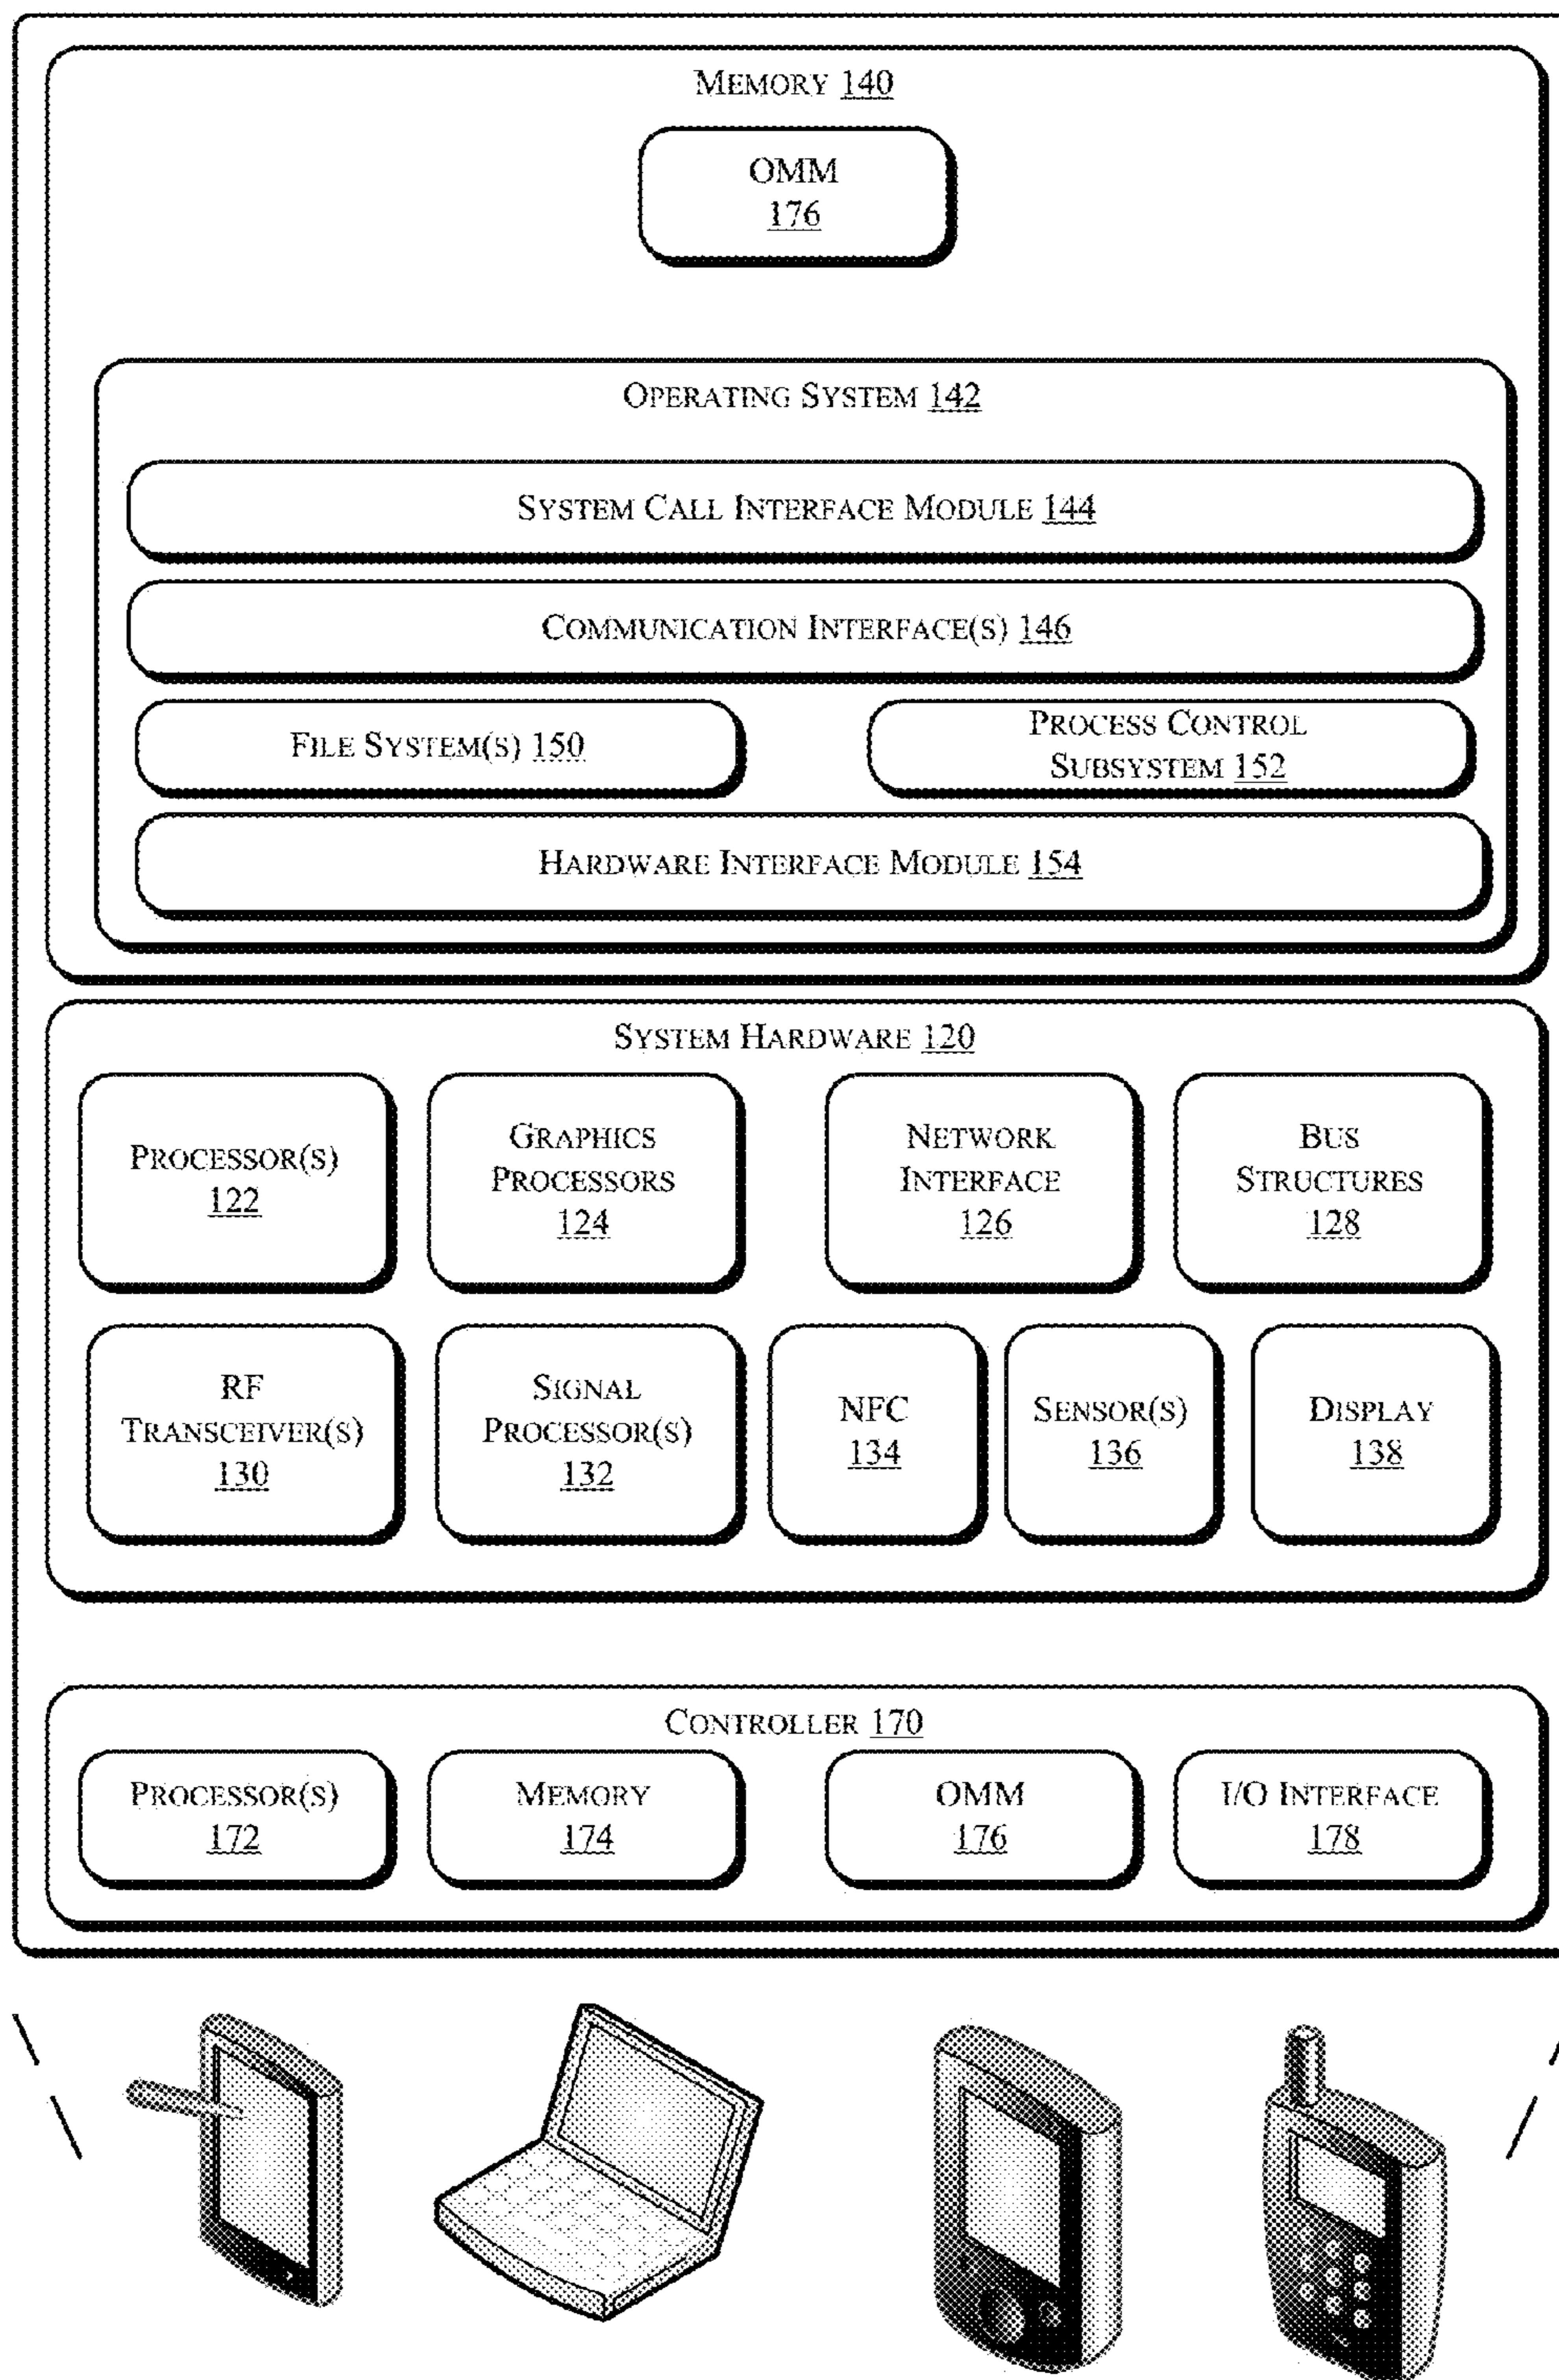 MEMORY 140
OMM
176
OPERATING SYSTEM 142
SYSTEM CALL INTERFACE MODULE 144
COMMUNICATION INTERFACE(S) 146
FILE SYSTEM(S) 150
PROCESS CONTROL
SUBSYSTEM 152
HARDWARE INTERFACE MODULE 154
SYSTEM HARDWARE 120
PROCESSOR(S)
122
GRAPHICS
PROCESSORS
124
NETWORK
INTERFACE
126
BUS
STRUCTURES
128
RF
TRANSCEIVER(S)
130
SIGNAL
PROCESSOR(S)
132
NFC
134
SENSOR(S)
136
DISPLAY
138
CONTROLLER 170
PROCESSOR(S)
172
MEMORY
174
OMM
176
I/O INTERFACE
178